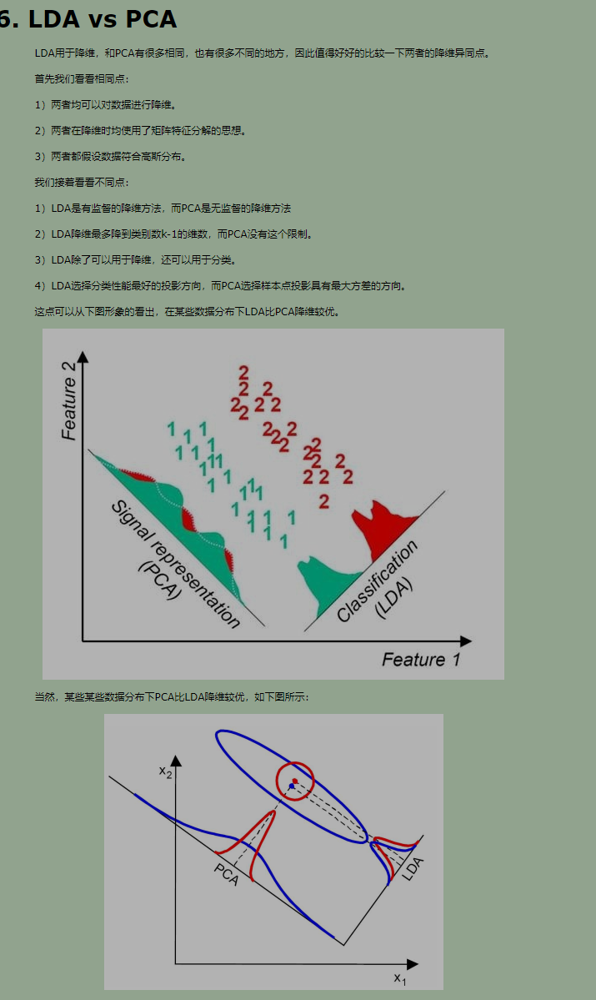 6. LDA vs PCA
LDA用于降维，和PCA有很多相同，也有很多不同的地方，因此值得好好的比较一下两者的降维异同点。
首先我们看看相同点：
1）两者均可以对数据进行降维。
2）两者在降维时均使用了矩阵特征分解的思想。
3）两者都假设数据符合高斯分布。
我们接着看看不同点：
1）LDA是有监督的降维方法，而PCA是无监督的降维方法
2）LDA降维最多降到类别数k-1的维数，而PCA没有这个限制。
3）LDA除了可以用于降维，还可以用于分类。
4）LDA选择分类性能最好的投影方向，而PCA选择样本点投影具有最大方差的方向。
这点可以从下图形象的看出，在某些数据分布下LDA比PCA降维较优。
Feature 2
Signal representation
(PCA)
Classification
(LDA)
Feature 1
当然，某些某些数据分布下PCA比LDA降维较优，如下图所示：
x2
PCA
LDA
x1